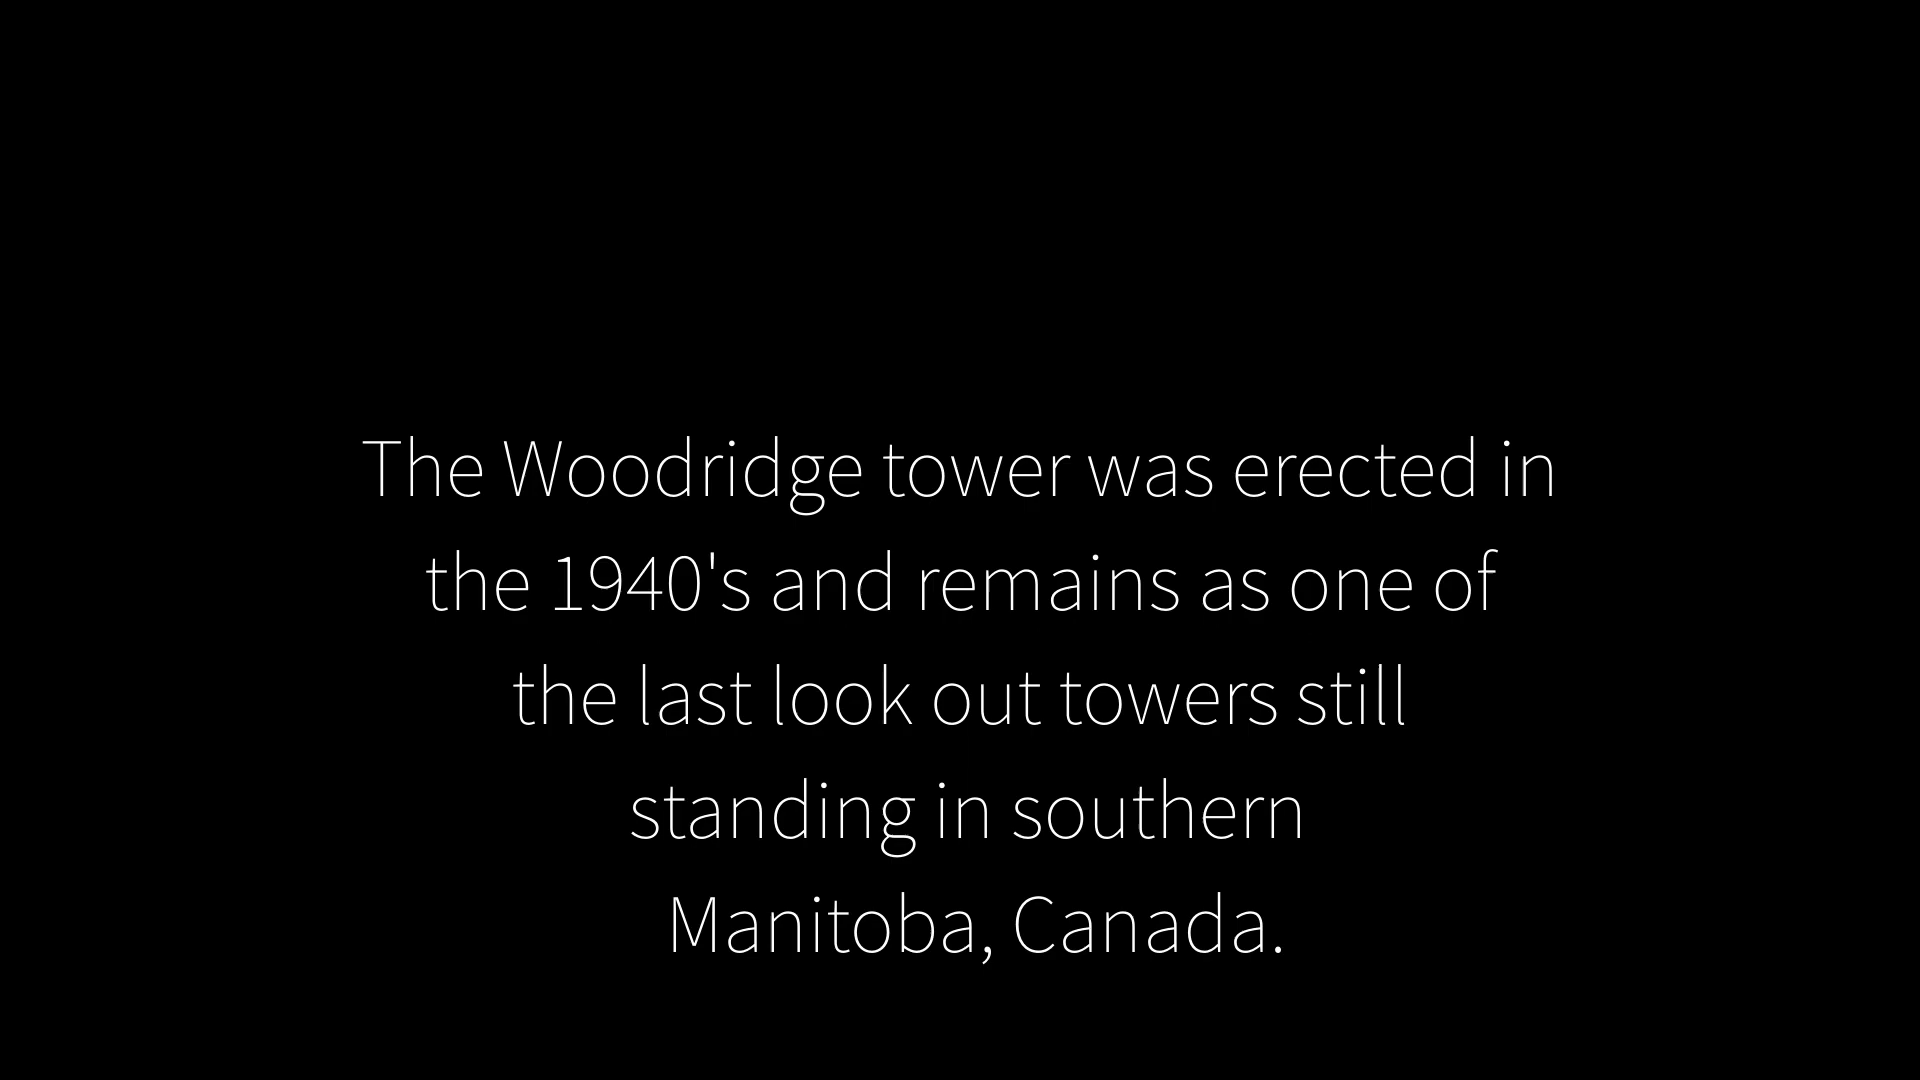 The Woodridge tower was erected in
the 1940's and remains as one of
the last look out towers still
standing in southern
Manitoba, Canada.